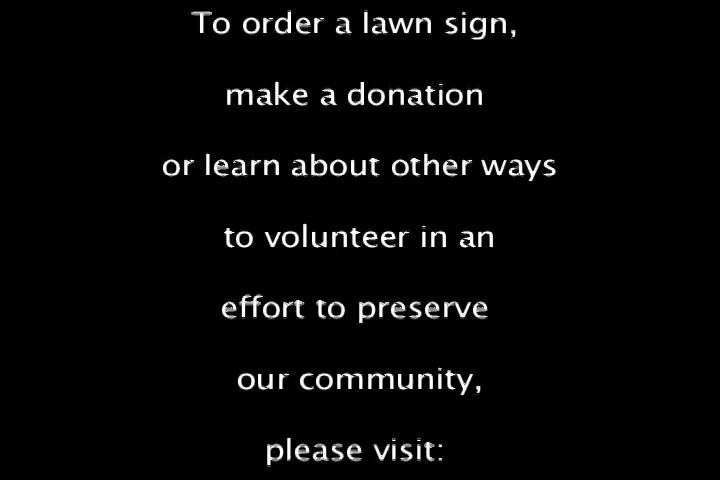 To order a lawn sign,
make a donation
or learn about other ways
to volunteer in an
effort to preserve
our community,
please visit: